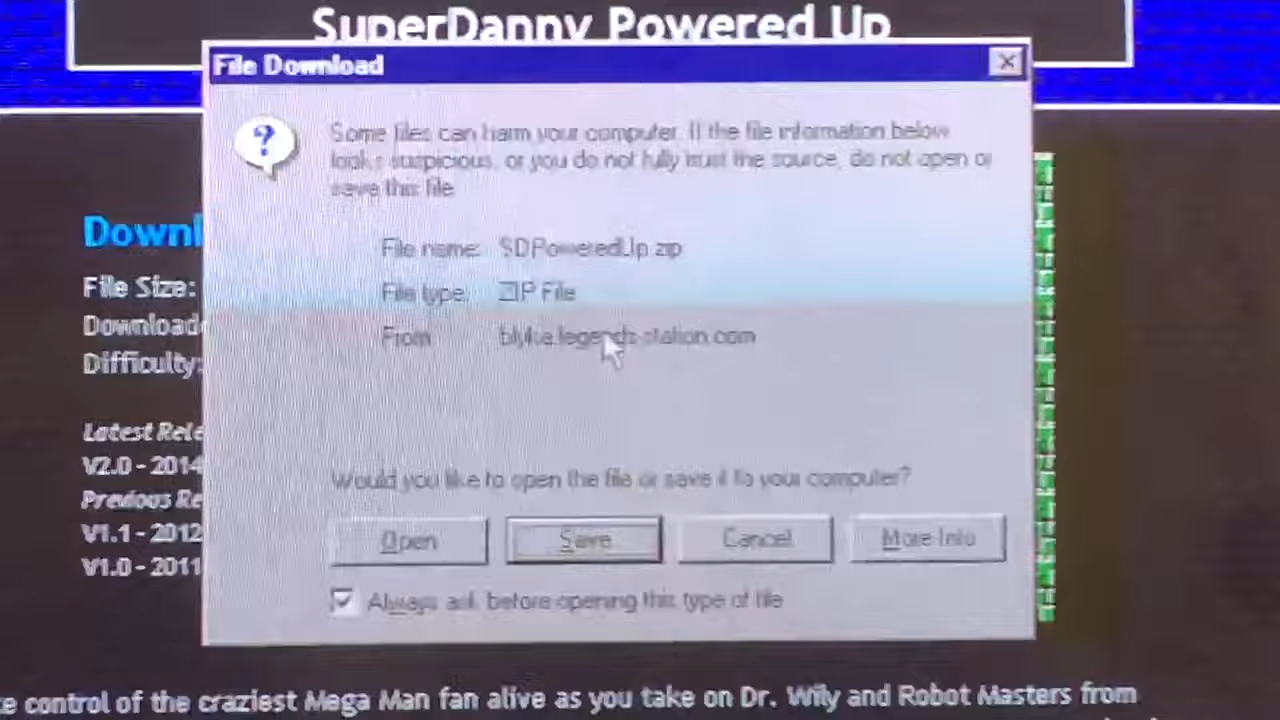 SuperDanny Powered Up
File Download
Some files can harm your computer. If the file information below
looks suspicious, or you do not fully trust the source, do not open or
save this file.
File name: SDPoweredUp.zip
File type: ZIP File
From: blyka.legends-station.com
Would you like to open the file or save it to your computer?
Open Save Cancel More Info
Always ask before opening this type of file
Downl
File Size:
Download
Difficulty:
Latest Rele
V2.0 - 2014
Previous Re
V1.1 - 2012
V1.0 - 2011
e control of the craziest Mega Man fan alive as you take on Dr. Wily and Robot Masters from